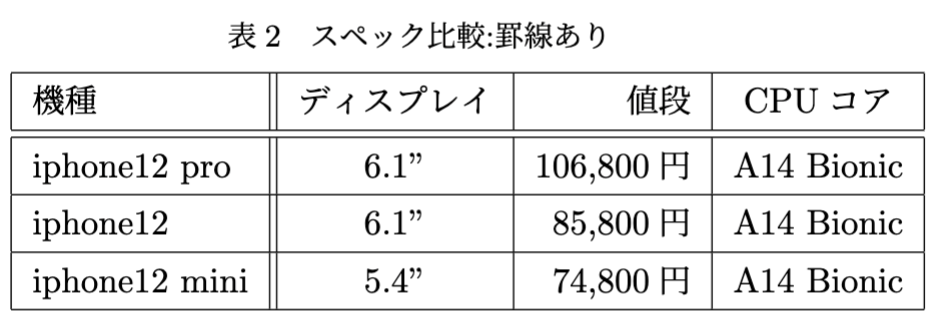 表 2　スペック比較:罫線あり
機種 ディスプレイ 値段 CPU コア
iphone12 pro 6.1” 106,800 円 A14 Bionic
iphone12 6.1” 85,800 円 A14 Bionic
iphone12 mini 5.4” 74,800 円 A14 Bionic